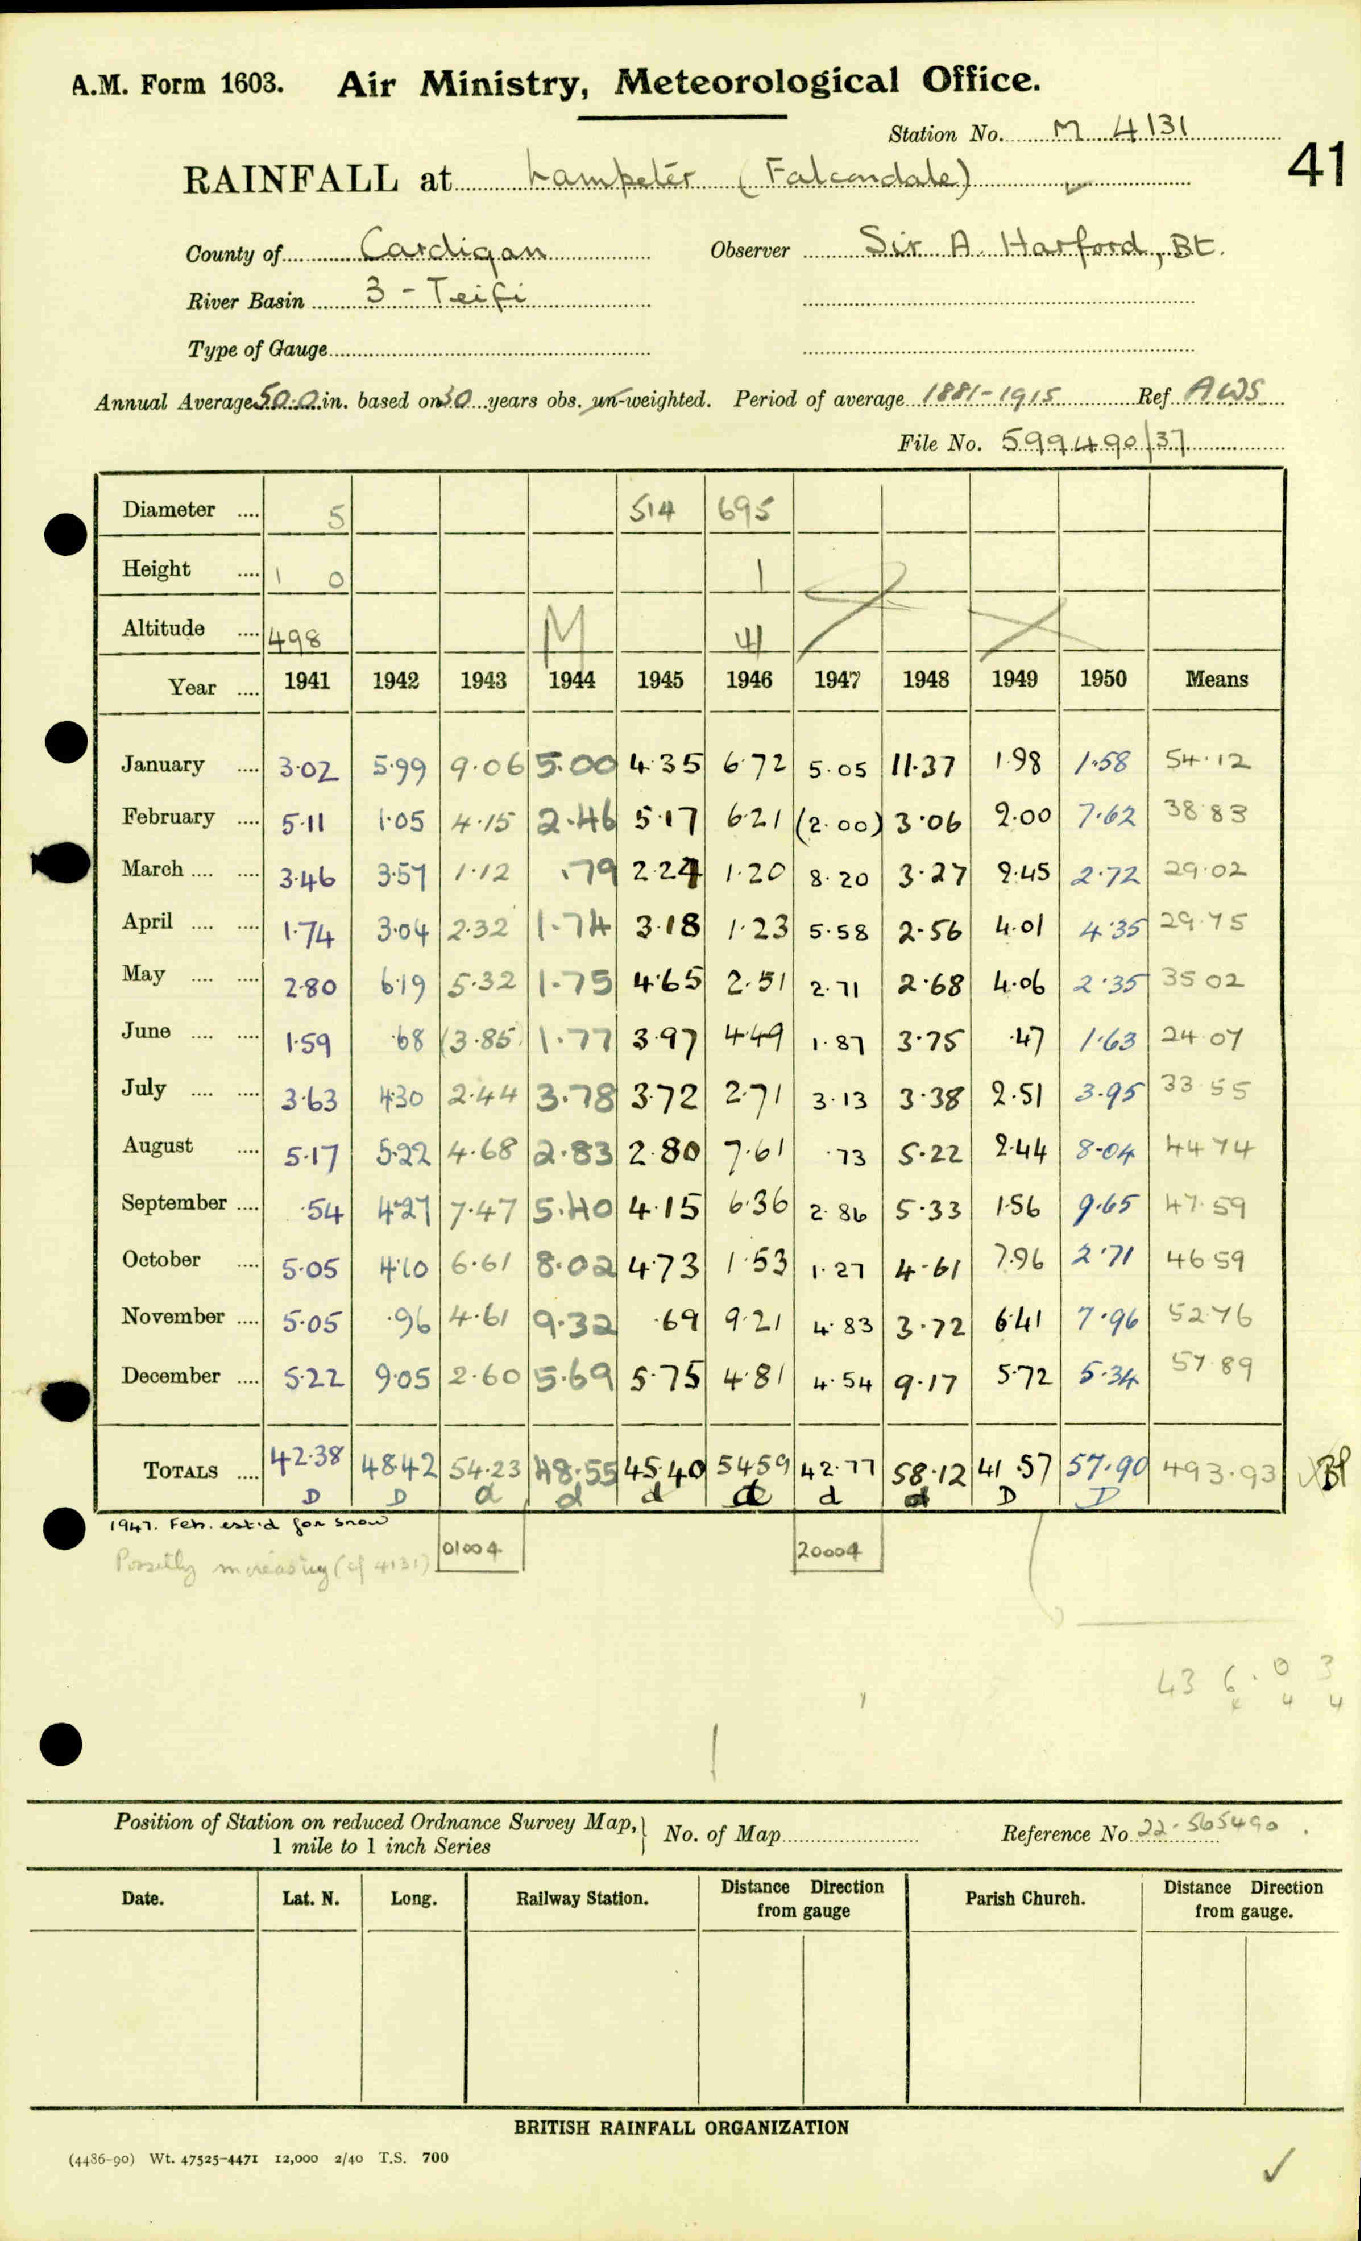 A.M. Form 1603. Air Ministry, Meteorological Office.
Station No. M 4131
41
RAINFALL at Lampeter (Falcondale)
County of Cardigan Observer Sir A. Harford, Bt.
River Basin 3 - Teifi
Type of Gauge
Annual Average 50.0 in. based on 30 years obs. un-weighted. Period of average 1881-1915 Ref. AWS
File No. 599490/37
Diameter .... 5 514 695
Height .... 1 0 1
Altitude .... 498 M
Year .... 1941 1942 1943 1944 1945 1946 1947 1948 1949 1950 Means
January .... 3.02 5.99 9.06 5.00 4.35 6.72 5.05 11.37 1.98 1.58 54.12
February .... 5.11 1.05 4.15 2.46 5.17 6.21 (2.00) 3.06 2.00 7.62 38 83
March .... .... 3.46 3.57 1.12 .79 2.24 1.20 8.20 3.27 2.45 2.72 29.02
April .... .... 1.74 3.04 2.32 1.74 3.18 1.23 5.58 2.56 4.01 4.35 29.75
May .... .... 2.80 6.19 5.32 1.75 4.65 2.51 2.71 2.68 4.06 2.35 35 02
June .... .... 1.59 .68 (3.85) 1.77 3.97 4.49 1.87 3.75 .47 1.63 24 07
July .... .... 3.63 4.30 2.44 3.78 3.72 2.71 3.13 3.38 2.51 3.95 33 55
August .... 5.17 5.22 4.68 2.83 2.80 7.61 .73 5.22 2.44 8.04 44 74
September .... .54 4.27 7.47 5.40 4.15 6.36 2.86 5.33 1.56 9.65 47.59
October .... 5.05 4.10 6.61 8.02 4.73 1.53 1.27 4.61 7.96 2.71 46 59
November .... 5.05 .96 4.61 9.32 .69 9.21 4.83 3.72 6.41 7.96 52.76
December .... 5.22 9.05 2.60 5.69 5.75 4.81 4.54 9.17 5.72 5.34 57.89
TOTALS .... 42.38 48.42 54.23 48.55 45.40 54.59 42.77 58.12 41.57 57.90 493.93
D D d d d d d d D D
1947. Feb. est'd for snow
Possibly increasing (cf 4131) 01004 20004
43 6.03
4 4
Position of Station on reduced Ordnance Survey Map, 1 mile to 1 inch Series No. of Map Reference No. 22-565490
Date. Lat. N. Long. Railway Station. Distance Direction from gauge Parish Church. Distance Direction from gauge.
BRITISH RAINFALL ORGANIZATION
(4486-90) Wt. 47525-4471 12,000 2/40 T.S. 700